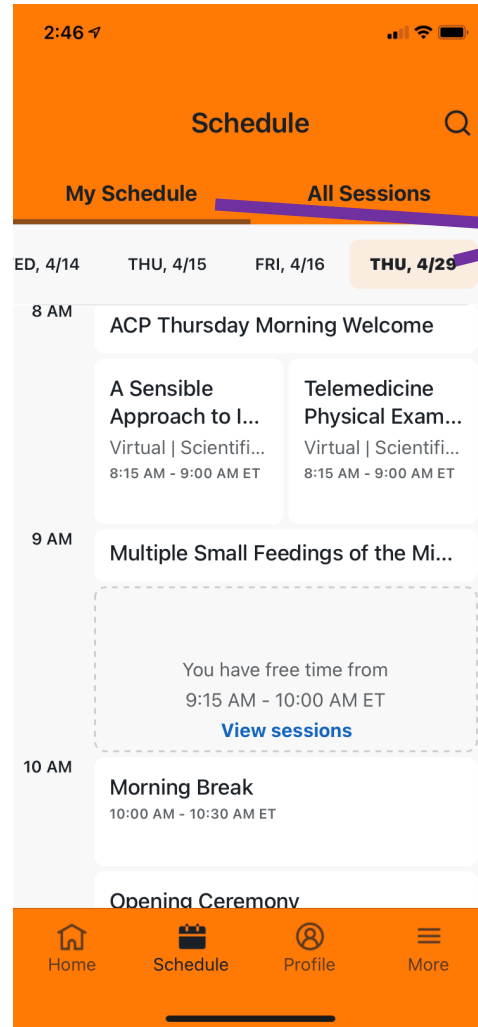 2:46
Schedule
My Schedule
All Sessions
ED, 4/14
THU, 4/15
FRI, 4/16
THU, 4/29
8 AM
ACP Thursday Morning Welcome
A Sensible
Approach to I...
Virtual | Scientifi...
8:15 AM - 9:00 AM ET
Telemedicine
Physical Exam...
Virtual | Scientifi...
8:15 AM - 9:00 AM ET
9 AM
Multiple Small Feedings of the Mi...
You have free time from
9:15 AM - 10:00 AM ET
View sessions
10 AM
Morning Break
10:00 AM - 10:30 AM ET
Opening Ceremony
Home
Schedule
Profile
More